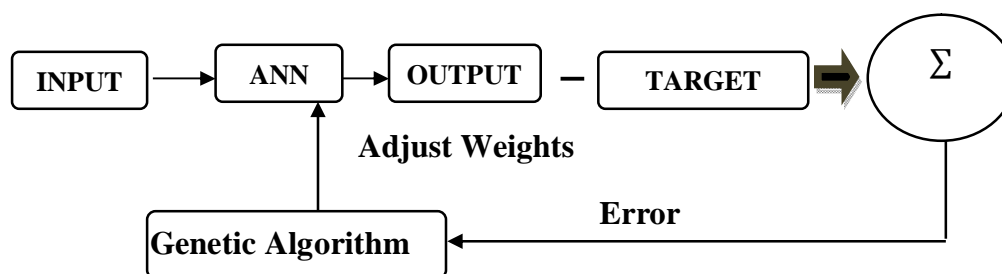 INPUT
ANN
OUTPUT
–
TARGET
Σ
Adjust Weights
Error
Genetic Algorithm